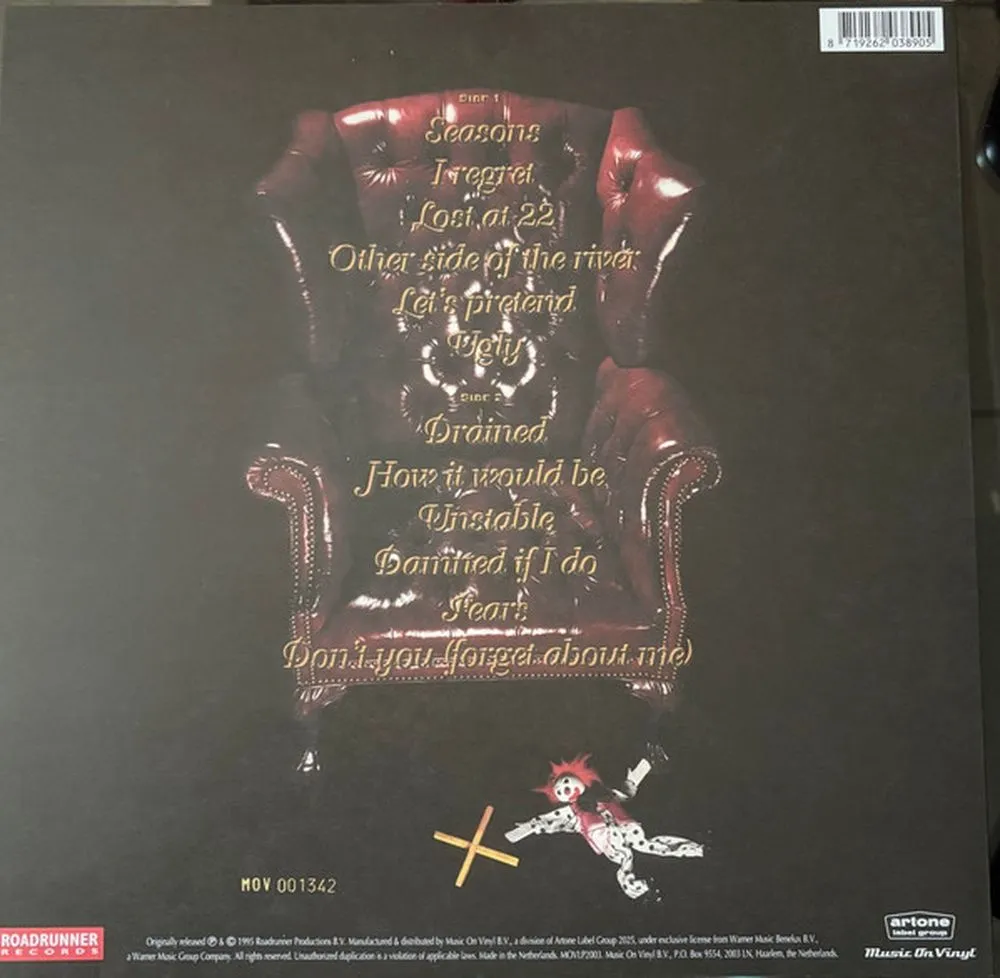 8 719262 038905
Side 1
Seasons
I regret
Lost at 22
Other side of the river
Let's pretend
Ugly
Side 2
Drained
How it would be
Unstable
Damned if I do
Fears
Don't you (forget about me)
MOV 001342
ROADRUNNER
RECORDS
Originally released ℗ & © 1995 Roadrunner Productions B.V. Manufactured & distributed by Music On Vinyl B.V., a division of Artone Label Group 2025, under exclusive license from Warner Music Benelux B.V.,
a Warner Music Group Company. All rights reserved. Unauthorized duplication is a violation of applicable laws. Made in the Netherlands. MOVLP2003. Music On Vinyl B.V., P.O. Box 9554, 2003 LN, Haarlem, the Netherlands.
artone
label group
Music On Vinyl